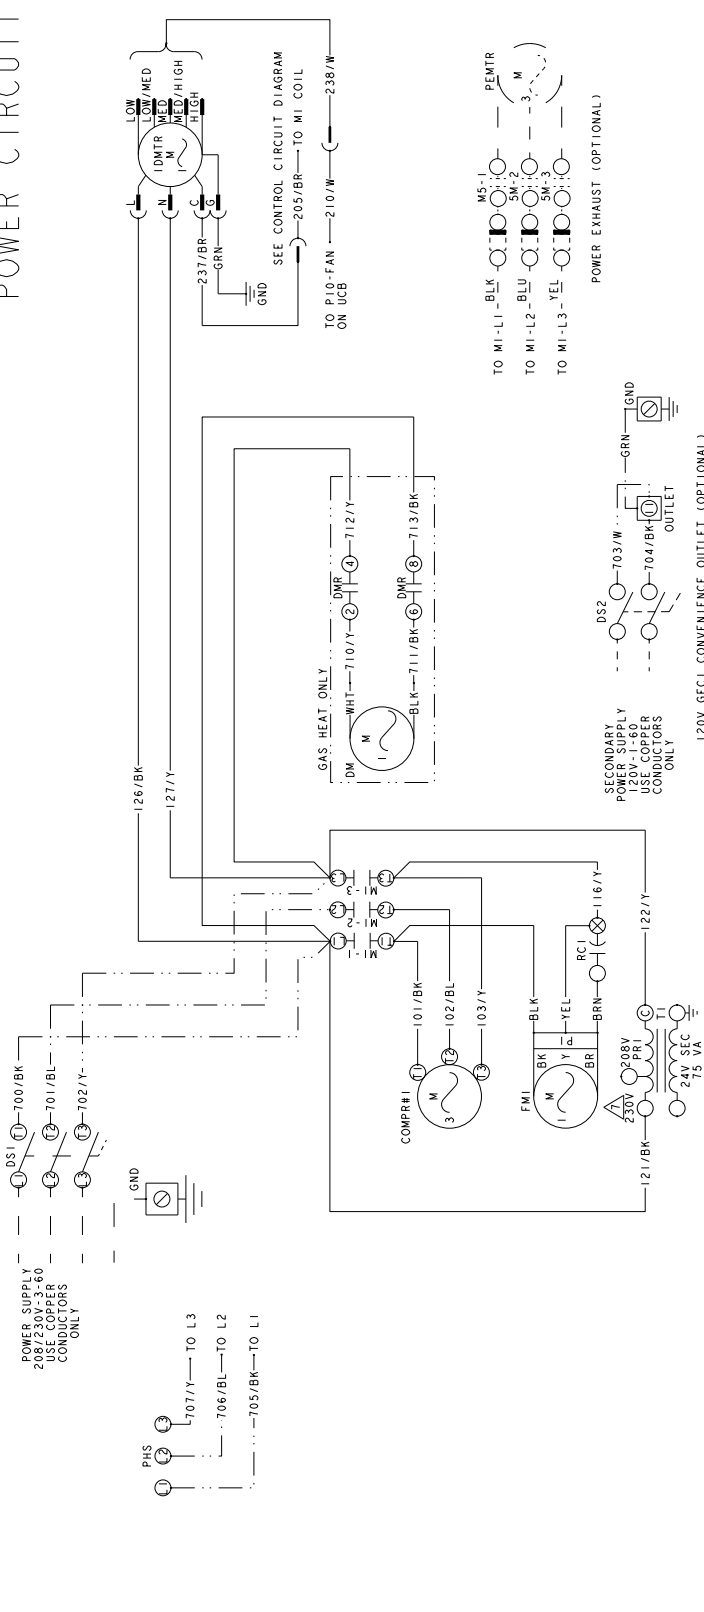 POWER CIRCUIT
POWER SUPPLY
208/230V-3-60
USE COPPER
CONDUCTORS
ONLY
DS1
L1
T1
700/BK
L2
T2
701/BL
L3
T3
702/Y
GND
PHS
L3
707/Y
TO L3
L2
706/BL
TO L2
L1
705/BK
TO L1
126/BK
127/Y
L
N
C
G
IDMTR
M
1
LOW
LOW/MED
MED
MED/HIGH
HIGH
237/BR
GRN
GND
SEE CONTROL CIRCUIT DIAGRAM
205/BR
TO M1 COIL
TO P10-FAN
ON UCB
210/W
238/W
GAS HEAT ONLY
DM
M
1
WHT
710/Y
2
DMR
4
712/Y
BLK
711/BK
6
DMR
8
713/BK
L3
M1-3
T3
L2
M1-2
T2
L1
M1-1
T1
COMPR#1
M
3
T1
101/BK
T2
102/BL
T3
103/Y
FM1
M
1
BK
Y
BR
P1
BLK
YEL
BRN
RC1
116/Y
7
230V
208V
PRI
C
T1
24V SEC
75 VA
121/BK
122/Y
TO M1-L1
BLK
M5-1
TO M1-L2
BLU
5M-2
TO M1-L3
YEL
5M-3
PEMTR
M
3
POWER EXHAUST (OPTIONAL)
SECONDARY
POWER SUPPLY
120V-1-60
USE COPPER
CONDUCTORS
ONLY
DS2
703/W
704/BK
OUTLET
GRN
GND
120V GFCI CONVENIENCE OUTLET (OPTIONAL)